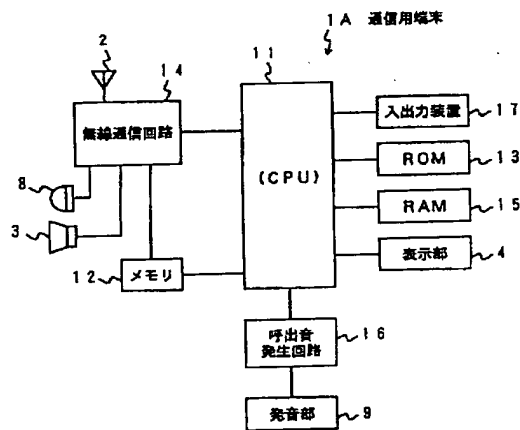 1A 通信用端末
2
14
11
無線通信回路
入出力装置
17
(CPU)
ROM
13
8
RAM
15
3
表示部
4
12
メモリ
呼出音
発生回路
16
発音部
9